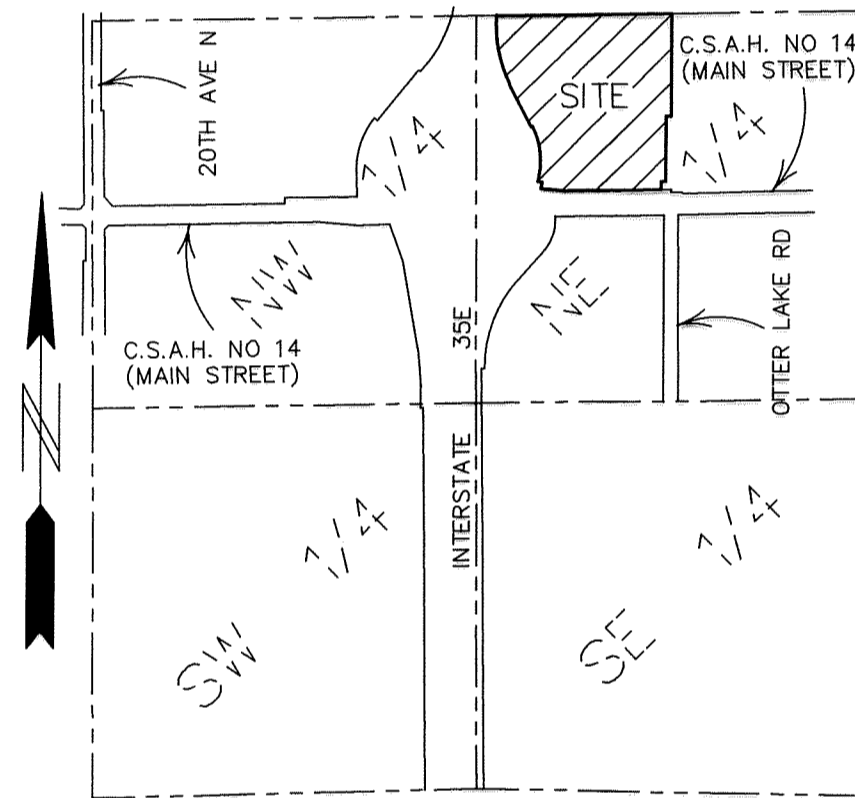 20TH AVE N
C.S.A.H. NO 14
(MAIN STREET)
SITE
1/4
1/4
NW
NE
35E
OTTER LAKE RD
C.S.A.H. NO 14
(MAIN STREET)
N
INTERSTATE
1/4
1/4
SW
SE